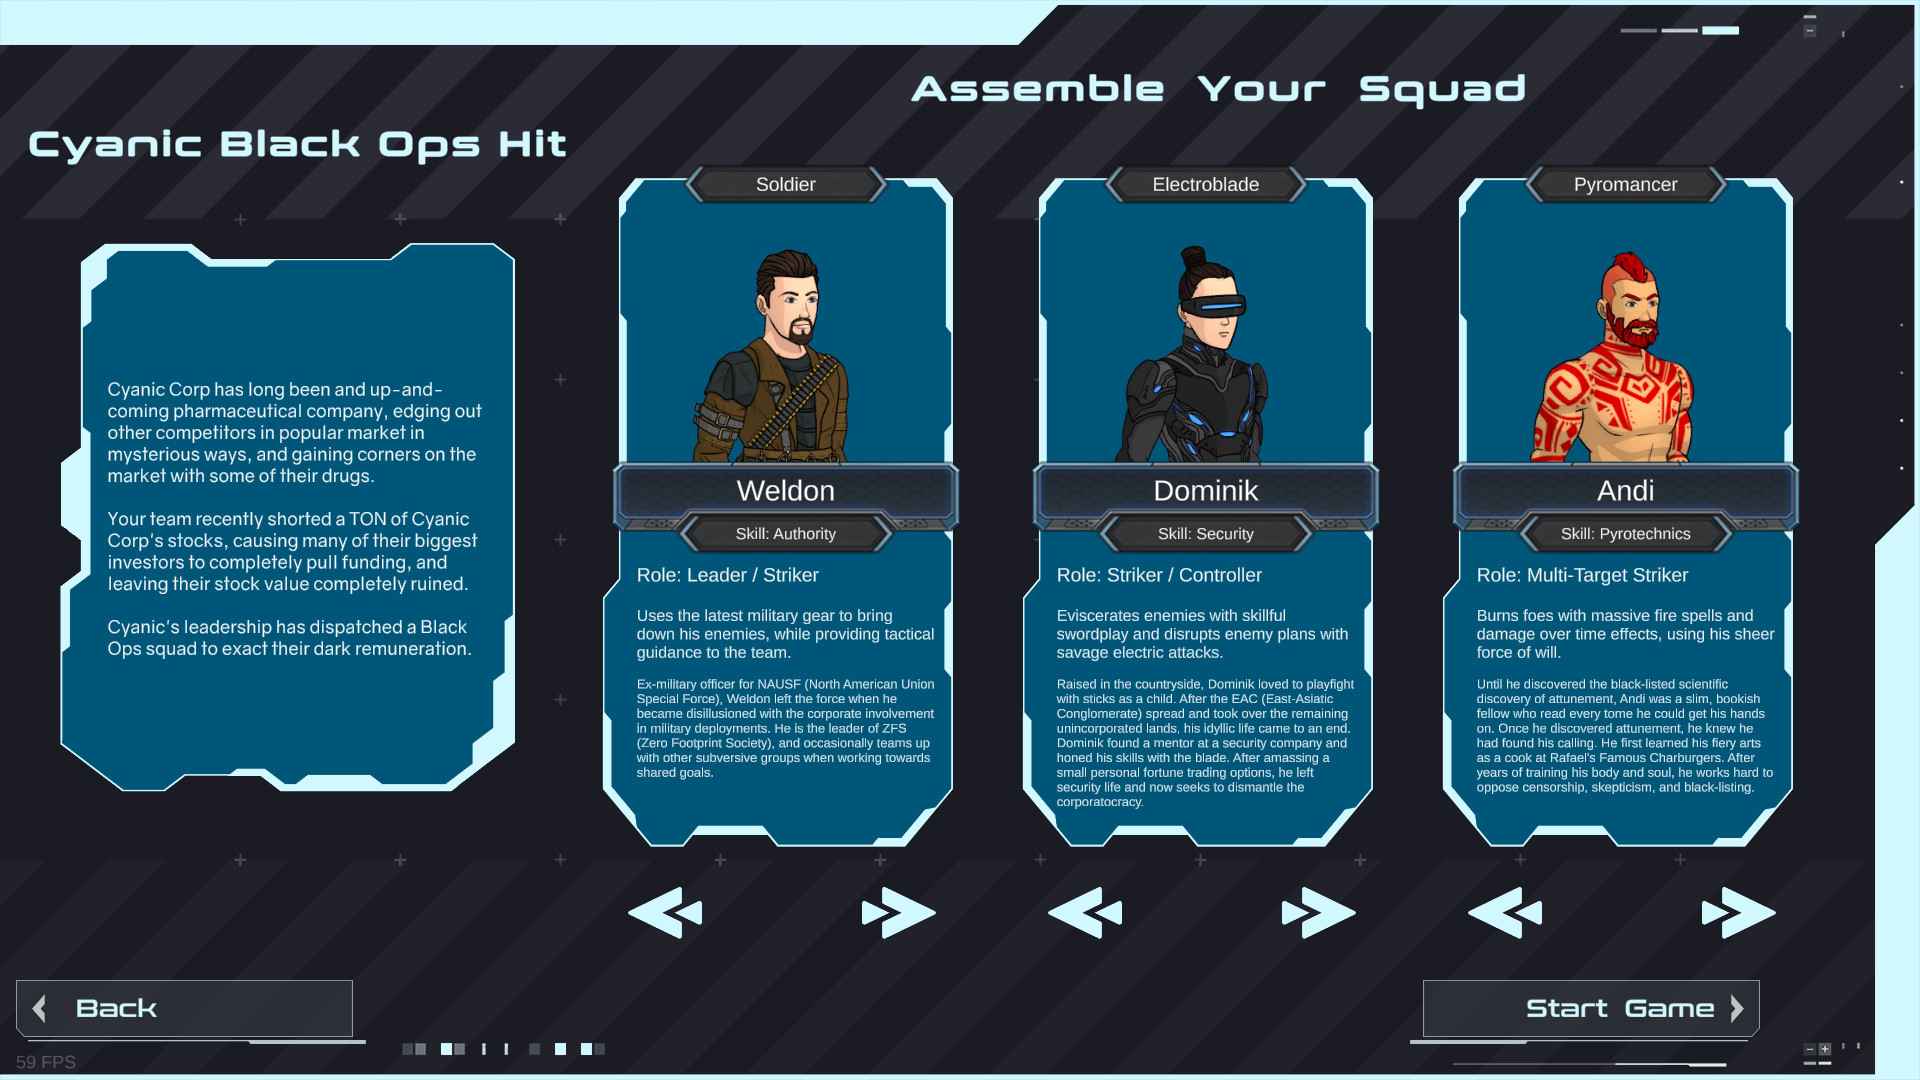 Assemble Your Squad
Cyanic Black Ops Hit
Cyanic Corp has long been and up-and-
coming pharmaceutical company, edging out
other competitors in popular market in
mysterious ways, and gaining corners on the
market with some of their drugs.
Your team recently shorted a TON of Cyanic
Corp's stocks, causing many of their biggest
investors to completely pull funding, and
leaving their stock value completely ruined.
Cyanic's leadership has dispatched a Black
Ops squad to exact their dark remuneration.
Soldier
Weldon
Skill: Authority
Role: Leader / Striker
Uses the latest military gear to bring
down his enemies, while providing tactical
guidance to the team.
Ex-military officer for NAUSF (North American Union
Special Force), Weldon left the force when he
became disillusioned with the corporate involvement
in military deployments. He is the leader of ZFS
(Zero Footprint Society), and occasionally teams up
with other subversive groups when working towards
shared goals.
Electroblade
Dominik
Skill: Security
Role: Striker / Controller
Eviscerates enemies with skillful
swordplay and disrupts enemy plans with
savage electric attacks.
Raised in the countryside, Dominik loved to playfight
with sticks as a child. After the EAC (East-Asiatic
Conglomerate) spread and took over the remaining
unincorporated lands, his idyllic life came to an end.
Dominik found a mentor at a security company and
honed his skills with the blade. After amassing a
small personal fortune trading options, he left
security life and now seeks to dismantle the
corporatocracy.
Pyromancer
Andi
Skill: Pyrotechnics
Role: Multi-Target Striker
Burns foes with massive fire spells and
damage over time effects, using his sheer
force of will.
Until he discovered the black-listed scientific
discovery of attunement, Andi was a slim, bookish
fellow who read every tome he could get his hands
on. Once he discovered attunement, he knew he
had found his calling. He first learned his fiery arts
as a cook at Rafael's Famous Charburgers. After
years of training his body and soul, he works hard to
oppose censorship, skepticism, and black-listing.
Back
Start Game
59 FPS